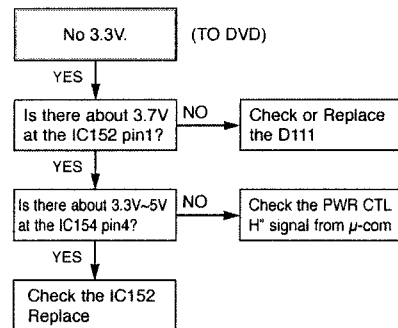 No 3.3V.
(TO DVD)
YES
Is there about 3.7V
at the IC152 pin1?
NO
Check or Replace
the D111
YES
Is there about 3.3V~5V
at the IC154 pin4?
NO
Check the PWR CTL
H" signal from μ-com
YES
Check the IC152
Replace